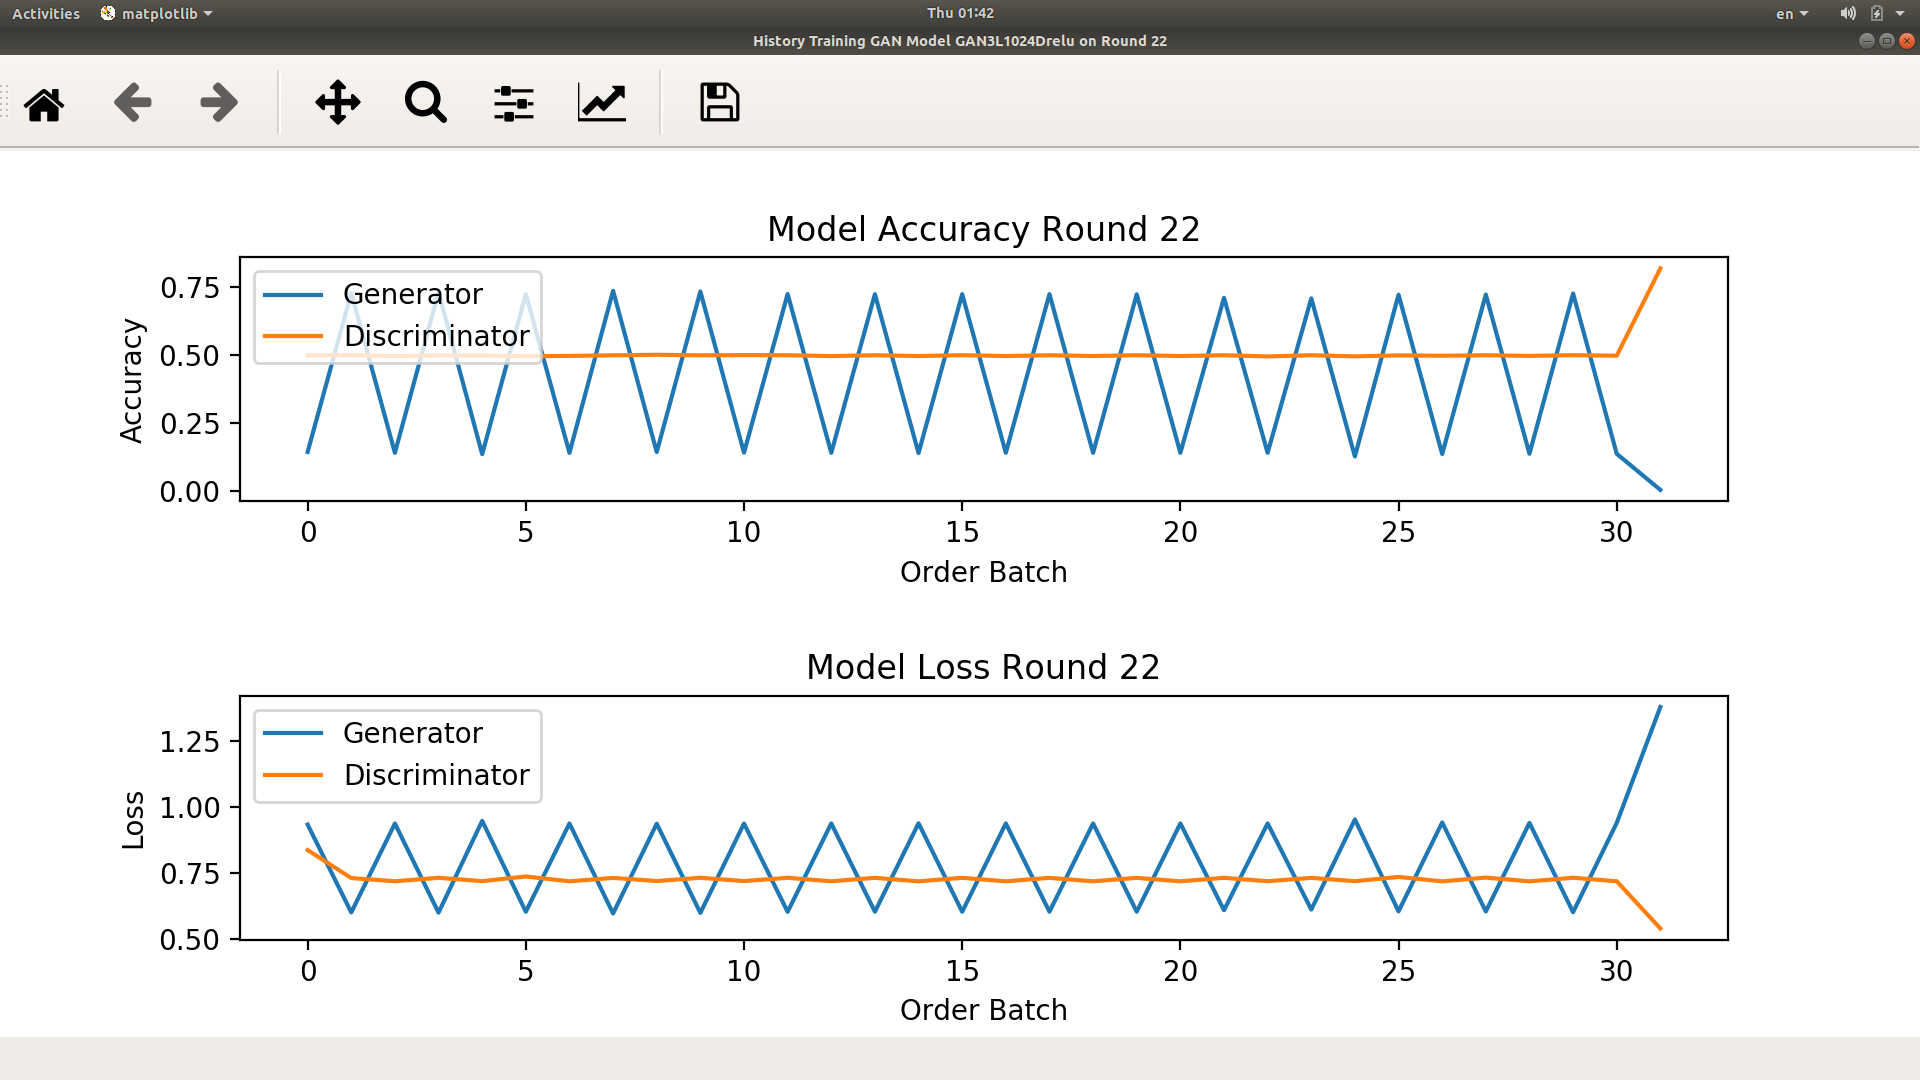 Activities matplotlib Thu 01:42 en
History Training GAN Model GAN3L1024Drelu on Round 22
Model Accuracy Round 22
Generator
Discriminator
Accuracy
0.75
0.50
0.25
0.00
0 5 10 15 20 25 30
Order Batch
Model Loss Round 22
Generator
Discriminator
Loss
1.25
1.00
0.75
0.50
0 5 10 15 20 25 30
Order Batch